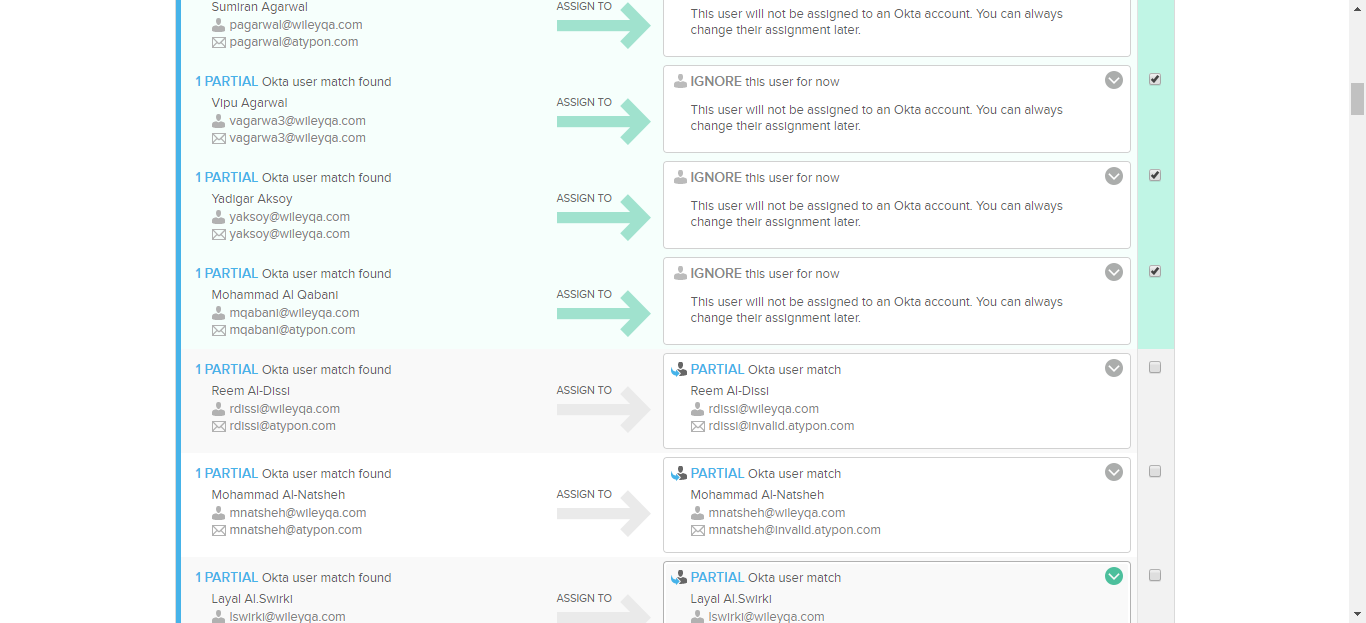 Sumiran Agarwal
pagarwal@wileyqa.com
pagarwal@atypon.com
ASSIGN TO
This user will not be assigned to an Okta account. You can always
change their assignment later.
1 PARTIAL Okta user match found
Vipu Agarwal
vagarwa3@wileyqa.com
vagarwa3@wileyqa.com
ASSIGN TO
IGNORE this user for now
This user will not be assigned to an Okta account. You can always
change their assignment later.
1 PARTIAL Okta user match found
Yadigar Aksoy
yaksoy@wileyqa.com
yaksoy@wileyqa.com
ASSIGN TO
IGNORE this user for now
This user will not be assigned to an Okta account. You can always
change their assignment later.
1 PARTIAL Okta user match found
Mohammad Al Qabani
mqabani@wileyqa.com
mqabani@atypon.com
ASSIGN TO
IGNORE this user for now
This user will not be assigned to an Okta account. You can always
change their assignment later.
1 PARTIAL Okta user match found
Reem Al-Dissi
rdissi@wileyqa.com
rdissi@atypon.com
ASSIGN TO
PARTIAL Okta user match
Reem Al-Dissi
rdissi@wileyqa.com
rdissi@invalid.atypon.com
1 PARTIAL Okta user match found
Mohammad Al-Natsheh
mnatsheh@wileyqa.com
mnatsheh@atypon.com
ASSIGN TO
PARTIAL Okta user match
Mohammad Al-Natsheh
mnatsheh@wileyqa.com
mnatsheh@invalid.atypon.com
1 PARTIAL Okta user match found
Layal Al.Swirki
lswirki@wileyqa.com
ASSIGN TO
PARTIAL Okta user match
Layal Al.Swirki
lswirki@wileyqa.com